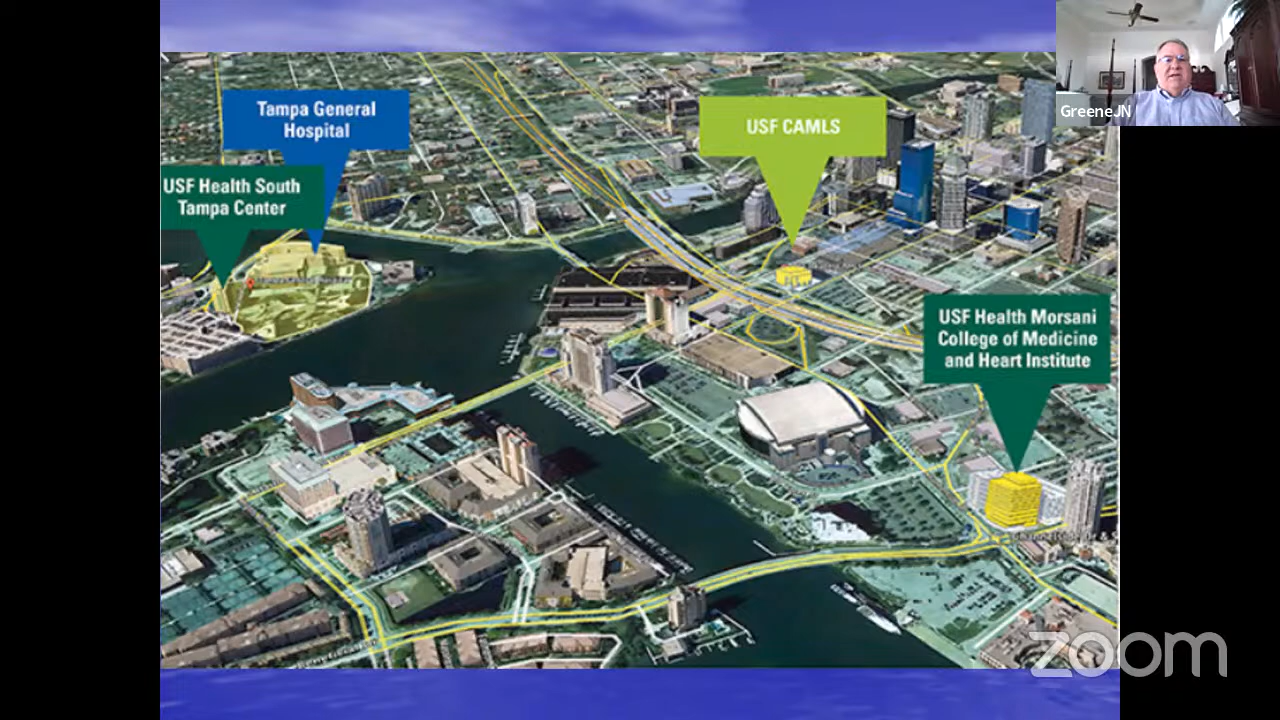 Tampa General
Hospital
USF CAMLS
GreeneJN
USF Health South
Tampa Center
USF Health Morsani
College of Medicine
and Heart Institute
zoom